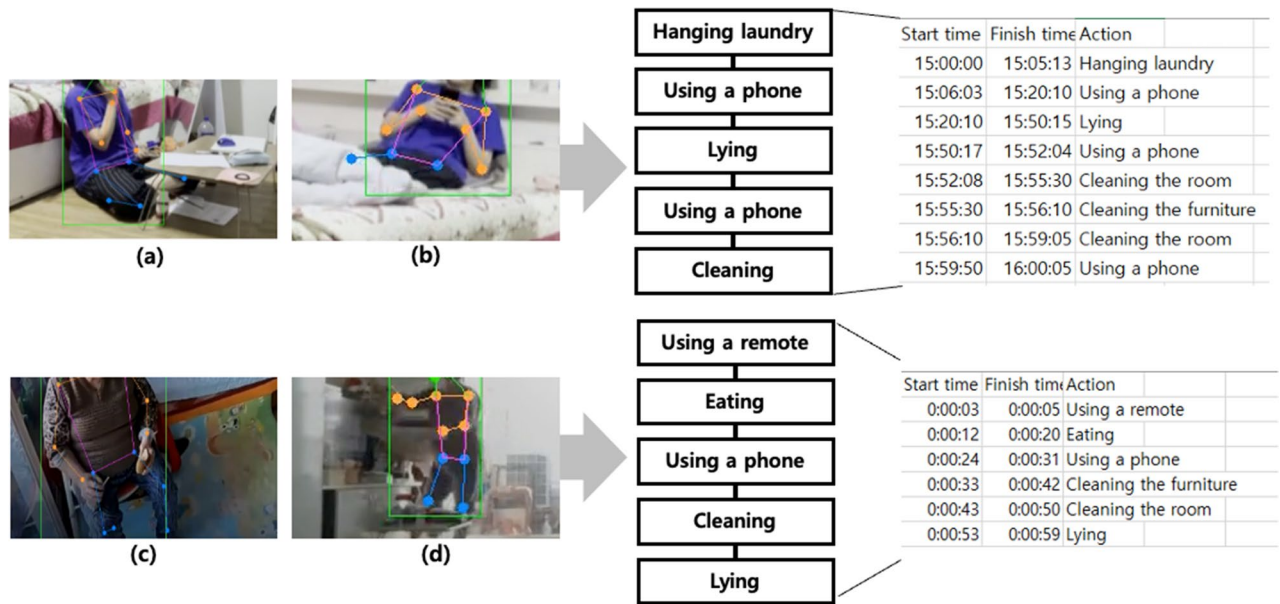 Hanging laundry
Using a phone
Lying
Using a phone
Cleaning
Start time Finish time Action
15:00:00 15:05:13 Hanging laundry
15:06:03 15:20:10 Using a phone
15:20:10 15:50:15 Lying
15:50:17 15:52:04 Using a phone
15:52:08 15:55:30 Cleaning the room
15:55:30 15:56:10 Cleaning the furniture
15:56:10 15:59:05 Cleaning the room
15:59:50 16:00:05 Using a phone
(a)
(b)
Using a remote
Eating
Using a phone
Cleaning
Lying
Start time Finish time Action
0:00:03 0:00:05 Using a remote
0:00:12 0:00:20 Eating
0:00:24 0:00:31 Using a phone
0:00:33 0:00:42 Cleaning the furniture
0:00:43 0:00:50 Cleaning the room
0:00:53 0:00:59 Lying
(c)
(d)